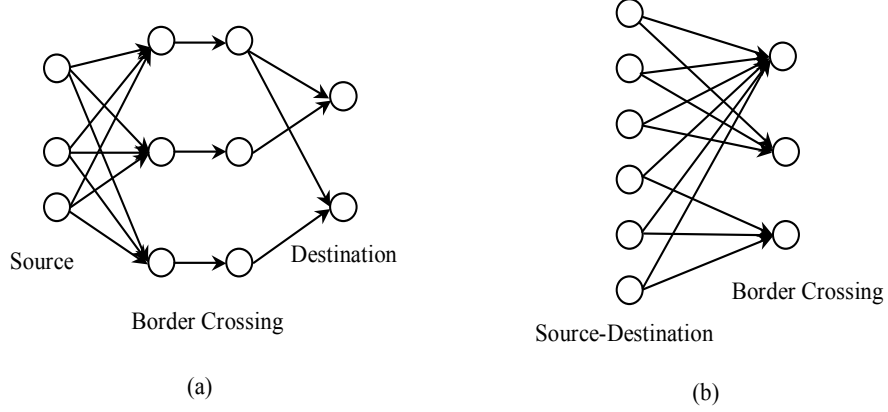 Source
Destination
Border Crossing
(a)
Border Crossing
Source-Destination
(b)